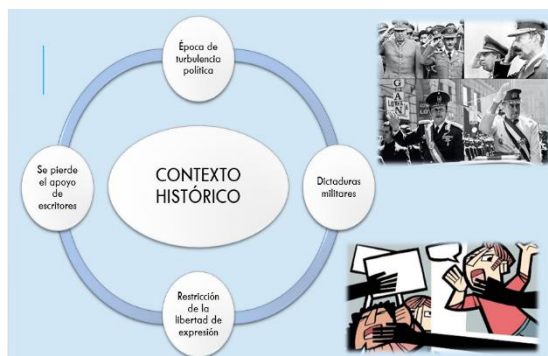 Época de
turbulencia
política
CONTEXTO
HISTÓRICO
Dictaduras
militares
Restricción
de la
libertad de
expresión
Se pierde
el apoyo
de
escritores